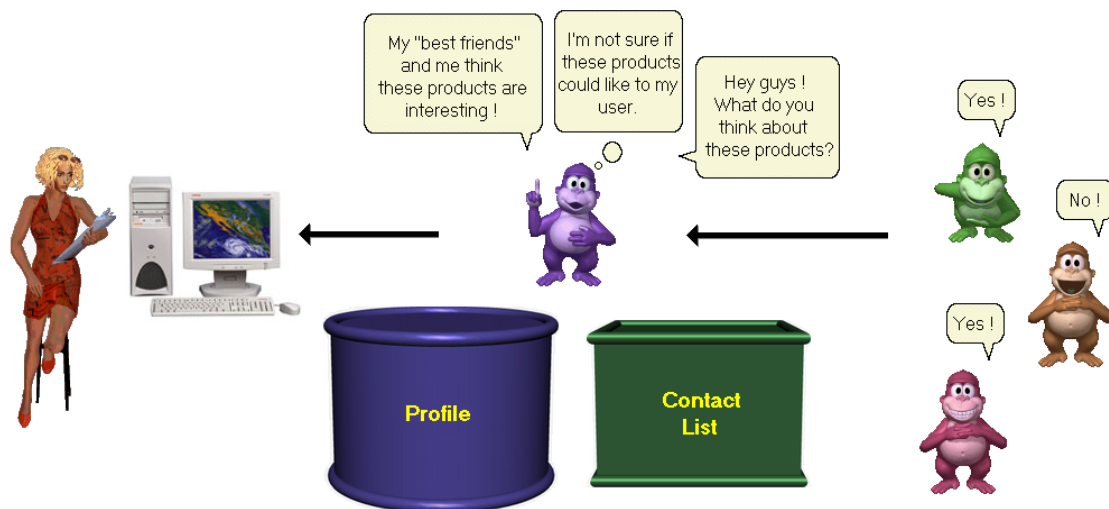 My "best friends"
and me think
these products are
interesting !
I'm not sure if
these products
could like to my
user.
Hey guys !
What do you
think about
these products?
Yes !
No !
Yes !
Profile
Contact
List